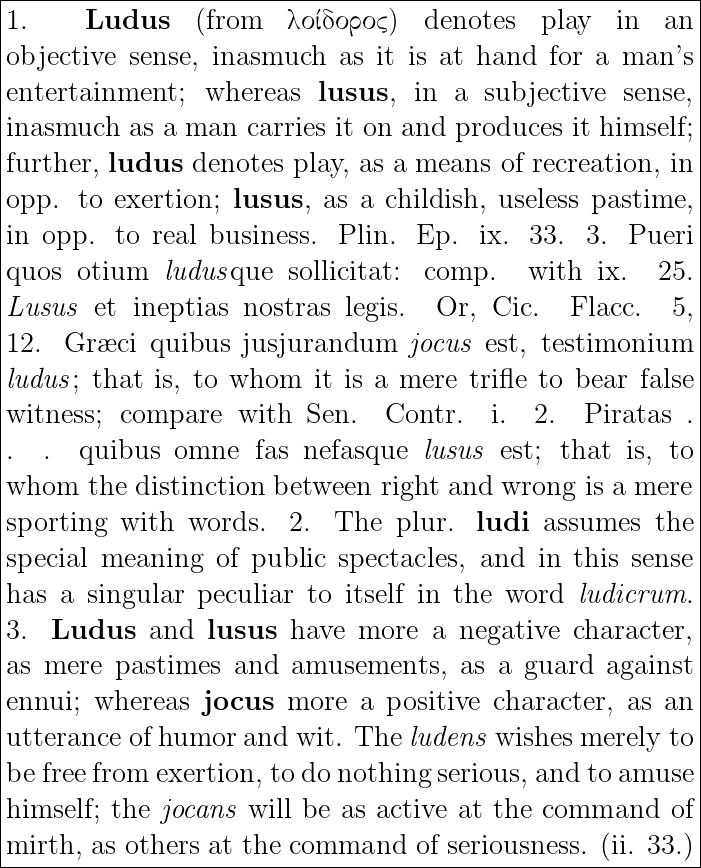 1. Ludus (from λοίδορος) denotes play in an
objective sense, inasmuch as it is at hand for a man's
entertainment; whereas lusus, in a subjective sense,
inasmuch as a man carries it on and produces it himself;
further, ludus denotes play, as a means of recreation, in
opp. to exertion; lusus, as a childish, useless pastime,
in opp. to real business. Plin. Ep. ix. 33. 3. Pueri
quos otium ludusque sollicitat: comp. with ix. 25.
Lusus et ineptias nostras legis. Or, Cic. Flacc. 5,
12. Græci quibus jusjurandum jocus est, testimonium
ludus; that is, to whom it is a mere trifle to bear false
witness; compare with Sen. Contr. i. 2. Piratas .
. . quibus omne fas nefasque lusus est; that is, to
whom the distinction between right and wrong is a mere
sporting with words. 2. The plur. ludi assumes the
special meaning of public spectacles, and in this sense
has a singular peculiar to itself in the word ludicrum.
3. Ludus and lusus have more a negative character,
as mere pastimes and amusements, as a guard against
ennui; whereas jocus more a positive character, as an
utterance of humor and wit. The ludens wishes merely to
be free from exertion, to do nothing serious, and to amuse
himself; the jocans will be as active at the command of
mirth, as others at the command of seriousness. (ii. 33.)